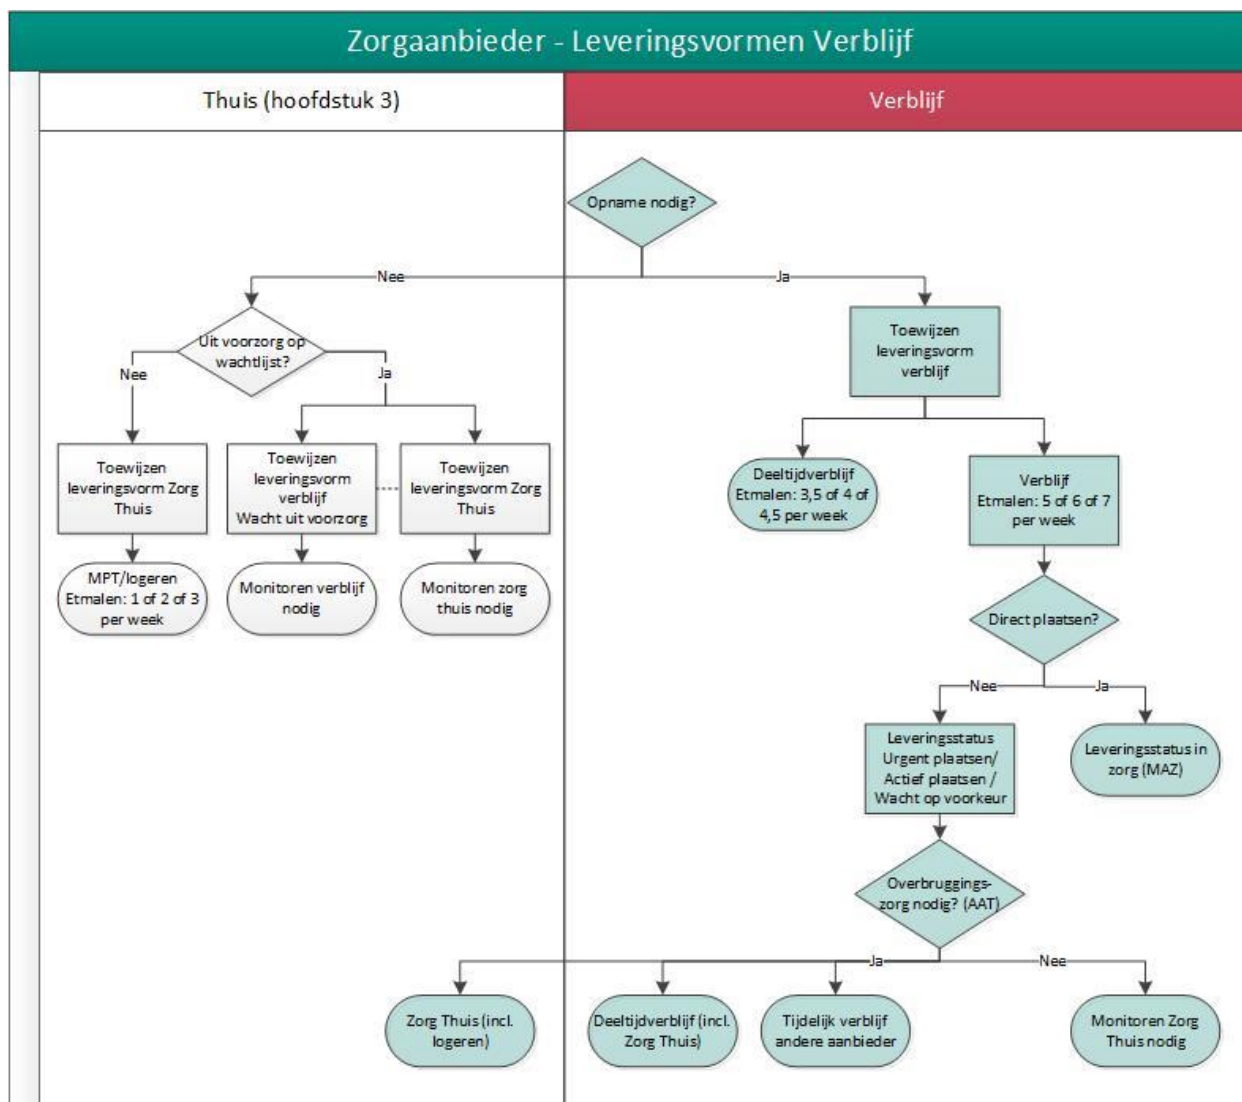 Zorgaanbieder - Leveringsvormen Verblijf
Thuis (hoofdstuk 3)
Verblijf
Opname nodig?
Nee
Ja
Uit voorzorg op
wachtlijst?
Toewijzen
leveringsvorm
verblijf
Nee
Ja
Toewijzen
leveringsvorm Zorg
Thuis
Toewijzen
leveringsvorm
verblijf
Wacht uit voorzorg
Toewijzen
leveringsvorm Zorg
Thuis
Deeltijdverblijf
Etmalen: 3,5 of 4 of
4,5 per week
Verblijf
Etmalen: 5 of 6 of 7
per week
MPT/logeren
Etmalen: 1 of 2 of 3
per week
Monitoren verblijf
nodig
Monitoren zorg
thuis nodig
Direct plaatsen?
Nee
Ja
Leveringsstatus
Urgent plaatsen/
Actief plaatsen /
Wacht op voorkeur
Leveringsstatus in
zorg (MAZ)
Overbruggings-
zorg nodig? (AAT)
Ja
Nee
Zorg Thuis (incl.
logeren)
Deeltijdverblijf (incl.
Zorg Thuis)
Tijdelijk verblijf
andere aanbieder
Monitoren Zorg
Thuis nodig